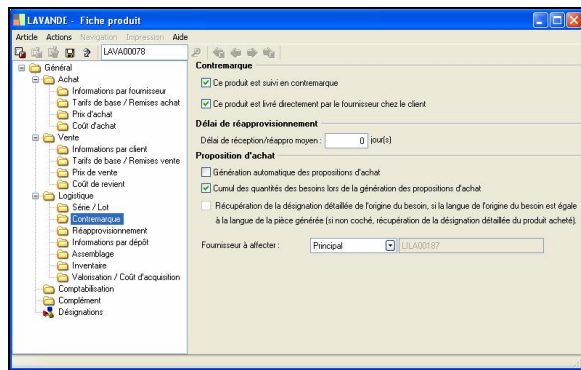 LAVANDE - Fiche produit
Article Actions Navigation Impression Aide
LAVA00078
Général
Achat
Informations par fournisseur
Tarifs de base / Remises achat
Prix d'achat
Coût d'achat
Vente
Informations par client
Tarifs de base / Remises vente
Prix de vente
Coût de revient
Logistique
Série / Lot
Contremarque
Réapprovisionnement
Informations par dépôt
Assemblage
Inventaire
Valorisation / Coût d'acquisition
Comptabilisation
Complément
Désignations
Contremarque
Ce produit est suivi en contremarque
Ce produit est livré directement par le fournisseur chez le client
Délai de réapprovisionnement
Délai de réception/réappro moyen : 0 jour(s)
Proposition d'achat
Génération automatique des propositions d'achat
Cumul des quantités des besoins lors de la génération des propositions d'achat
Récupération de la désignation détaillée de l'origine du besoin, si la langue de l'origine du besoin est égale
à la langue de la pièce générée (si non coché, récupération de la désignation détaillée du produit acheté).
Fournisseur à affecter : Principal LILA00187